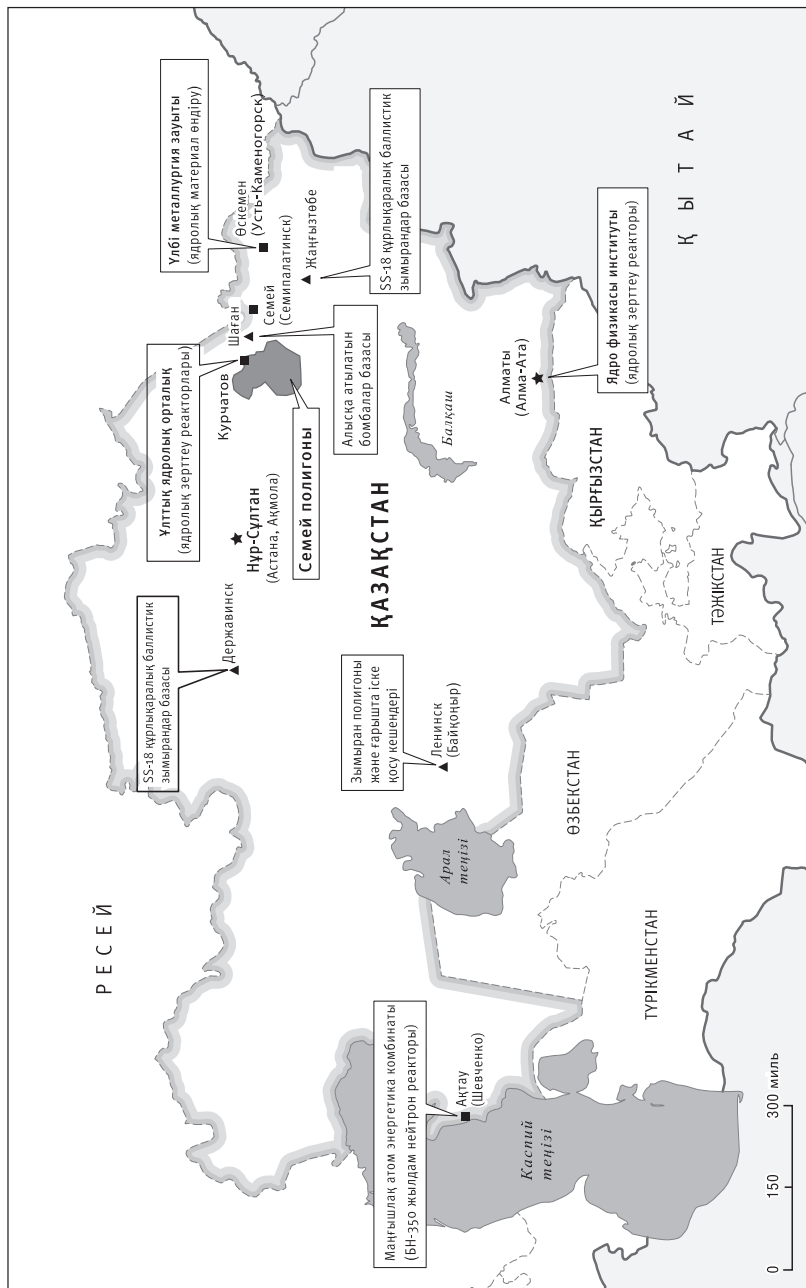 РЕСЕЙ
SS-18 құрлықаралық баллистик
зымырандар базасы
Державинск
Ұлттық ядролық орталық
(ядролық зерттеу реакторлары)
Курчатов
Шаған
Семей
(Семипалатинск)
Үлбі металлургия зауыты
(ядролық материал өндіру)
Өскемен
(Усть-Каменогорск)
Жаңғызтөбе
SS-18 құрлықаралық баллистик
зымырандар базасы
Нұр-Сұлтан
(Астана, Ақмола)
Семей полигоны
Алысқа атылатын
бомбалар базасы
ҚАЗАҚСТАН
Балқаш
Зымыран полигоны
және ғарышта іске
қосу кешендері
Ленинск
(Байқоңыр)
Маңғышлақ атом энергетика комбинаты
(БН-350 жылдам нейтрон реакторы)
Ақтау
(Шевченко)
Арал
теңізі
Каспий
теңізі
Алматы
(Алма-Ата)
Ядро физикасы институты
(ядролық зерттеу реакторы)
ҚЫТАЙ
ҚЫРҒЫЗСТАН
ТӘЖІКСТАН
ӨЗБЕКСТАН
ТҮРІКМЕНСТАН
0 150 300 миль